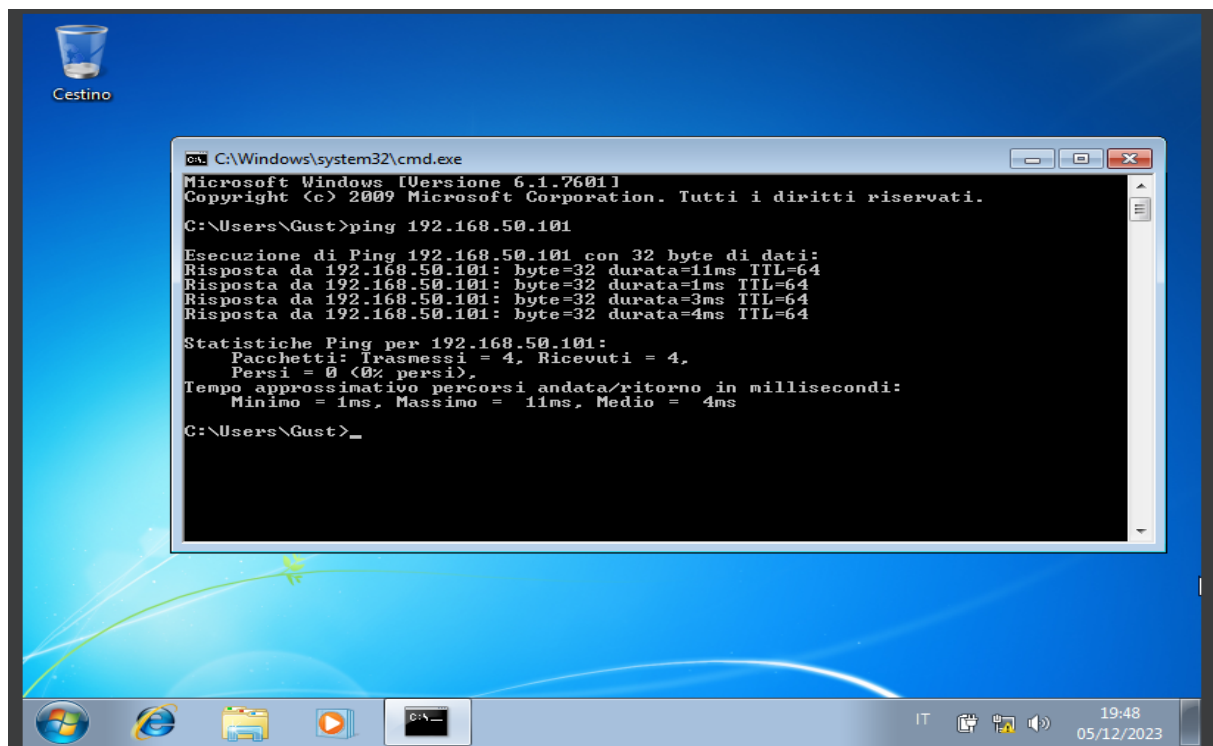 Cestino
C:\Windows\system32\cmd.exe
Microsoft Windows [Versione 6.1.7601]
Copyright (c) 2009 Microsoft Corporation. Tutti i diritti riservati.
C:\Users\Gust>ping 192.168.50.101
Esecuzione di Ping 192.168.50.101 con 32 byte di dati:
Risposta da 192.168.50.101: byte=32 durata=11ms TTL=64
Risposta da 192.168.50.101: byte=32 durata=1ms TTL=64
Risposta da 192.168.50.101: byte=32 durata=3ms TTL=64
Risposta da 192.168.50.101: byte=32 durata=4ms TTL=64
Statistiche Ping per 192.168.50.101:
Pacchetti: Trasmessi = 4, Ricevuti = 4,
Persi = 0 (0% persi),
Tempo approssimativo percorsi andata/ritorno in millisecondi:
Minimo = 1ms, Massimo =  11ms, Medio =  4ms
C:\Users\Gust>_
IT
19:48
05/12/2023